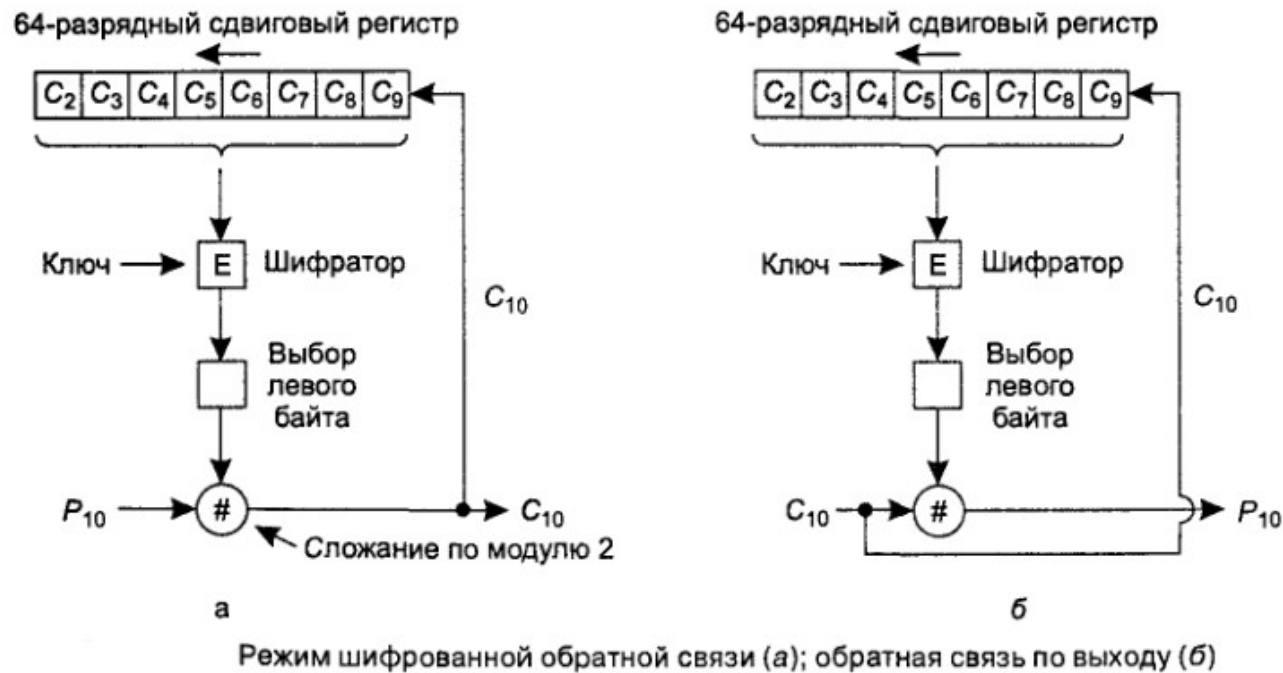 64-разрядный сдвиговый регистр
C2 C3 C4 C5 C6 C7 C8 C9
Ключ
E
Шифратор
C10
Выбор
левого
байта
P10
#
C10
Сложание по модулю 2
а
64-разрядный сдвиговый регистр
C2 C3 C4 C5 C6 C7 C8 C9
Ключ
E
Шифратор
C10
Выбор
левого
байта
C10
#
P10
б
Режим шифрованной обратной связи (а); обратная связь по выходу (б)